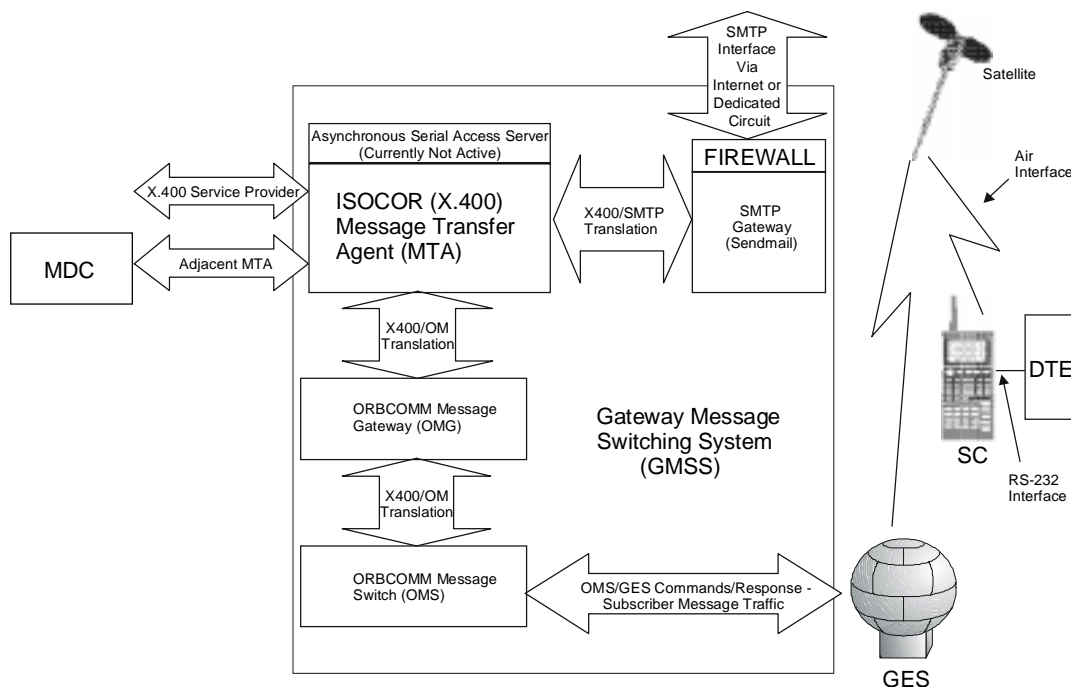 SMTP
Interface
Via
Internet or
Dedicated
Circuit
Satellite
Asynchronous Serial Access Server
(Currently Not Active)
FIREWALL
Air
Interface
X.400 Service Provider
ISOCOR (X.400)
Message Transfer
Agent (MTA)
X400/SMTP
Translation
SMTP
Gateway
(Sendmail)
MDC
Adjacent MTA
X400/OM
Translation
DTE
ORBCOMM Message
Gateway (OMG)
Gateway Message
Switching System
(GMSS)
SC
RS-232
Interface
X400/OM
Translation
ORBCOMM Message
Switch (OMS)
OMS/GES Commands/Response -
Subscriber Message Traffic
GES